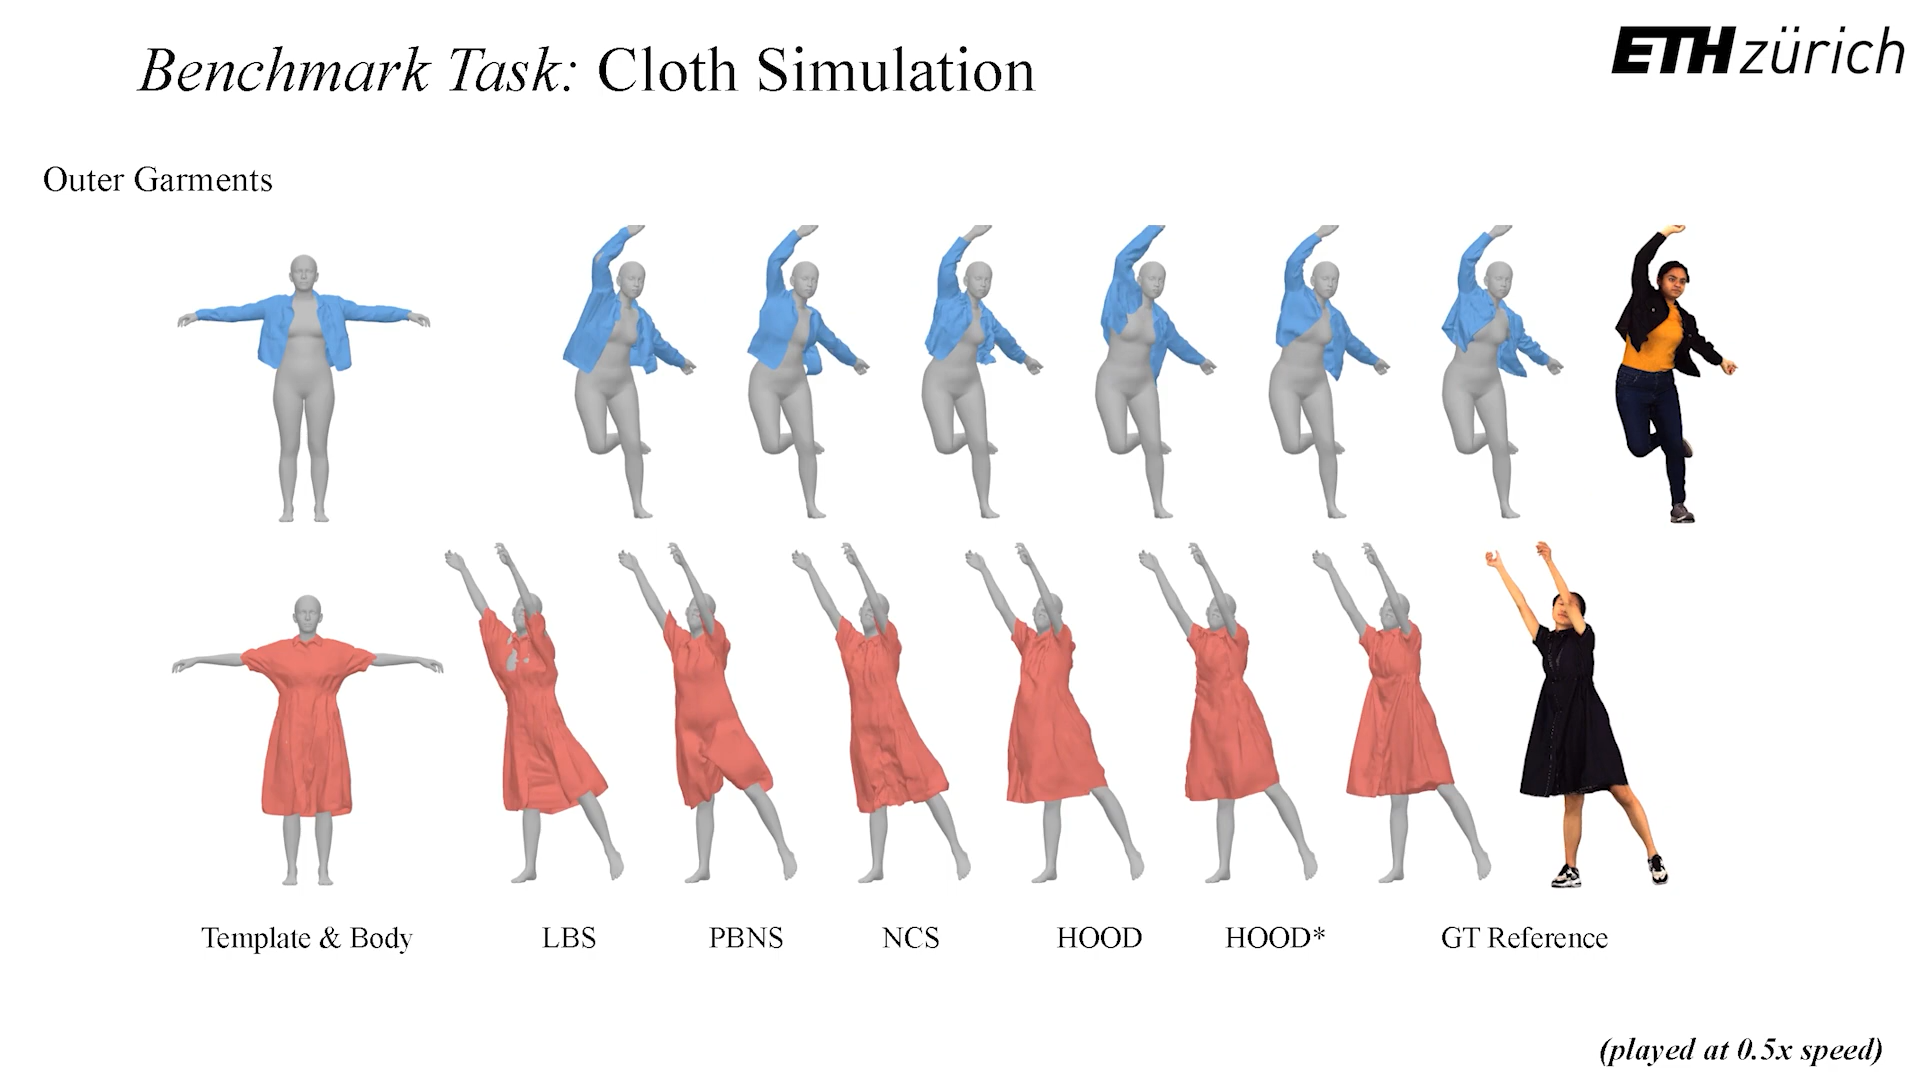 Benchmark Task: Cloth Simulation
ETH zürich
Outer Garments
Template & Body
LBS
PBNS
NCS
HOOD
HOOD*
GT Reference
(played at 0.5x speed)